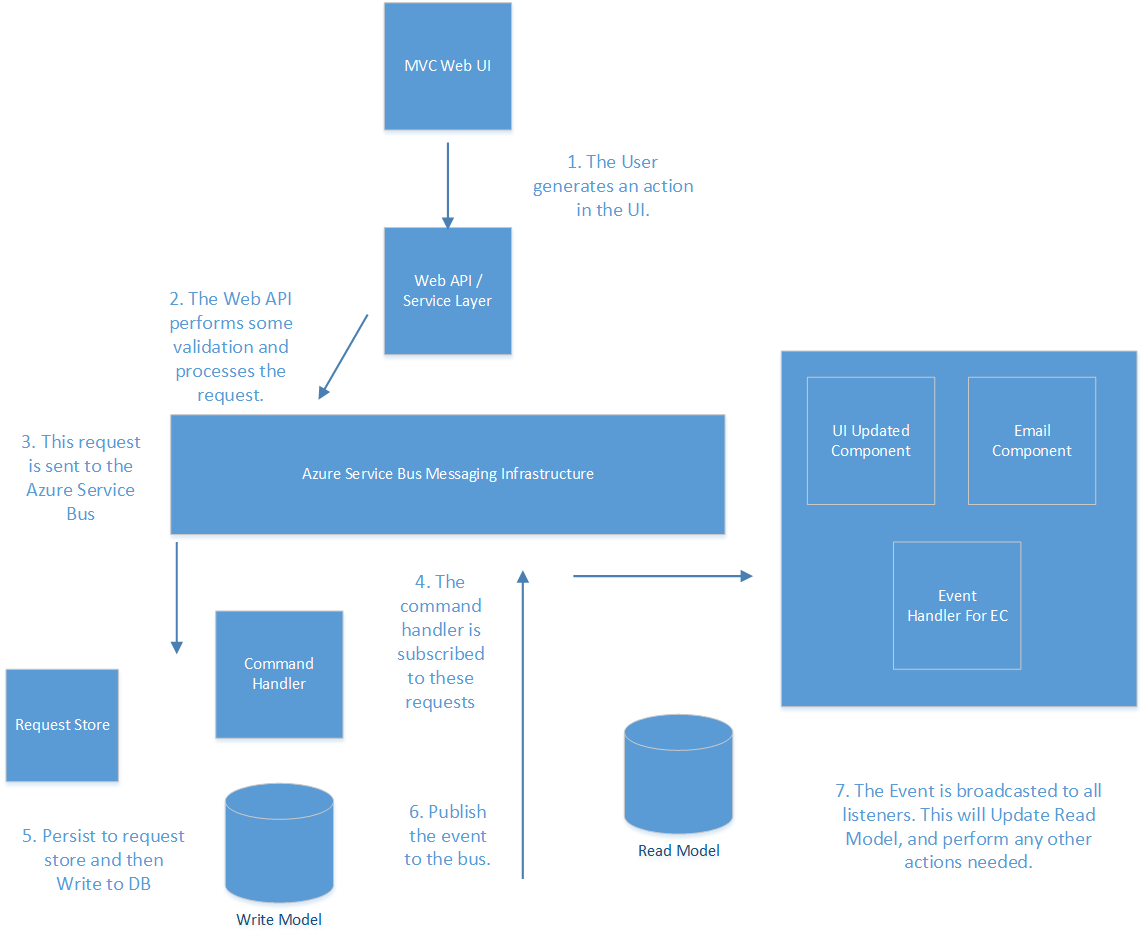 MVC Web UI
1. The User
generates an action
in the UI.
Web API /
Service Layer
2. The Web API
performs some
validation and
processes the
request.
3. This request
is sent to the
Azure Service
Bus
Azure Service Bus Messaging Infrastructure
UI Updated
Component
Email
Component
Event
Handler For EC
4. The
command
handler is
subscribed
to these
requests
Command
Handler
Request Store
5. Persist to request
store and then
Write to DB
Write Model
6. Publish
the event
to the bus.
Read Model
7. The Event is broadcasted to all
listeners. This will Update Read
Model, and perform any other
actions needed.